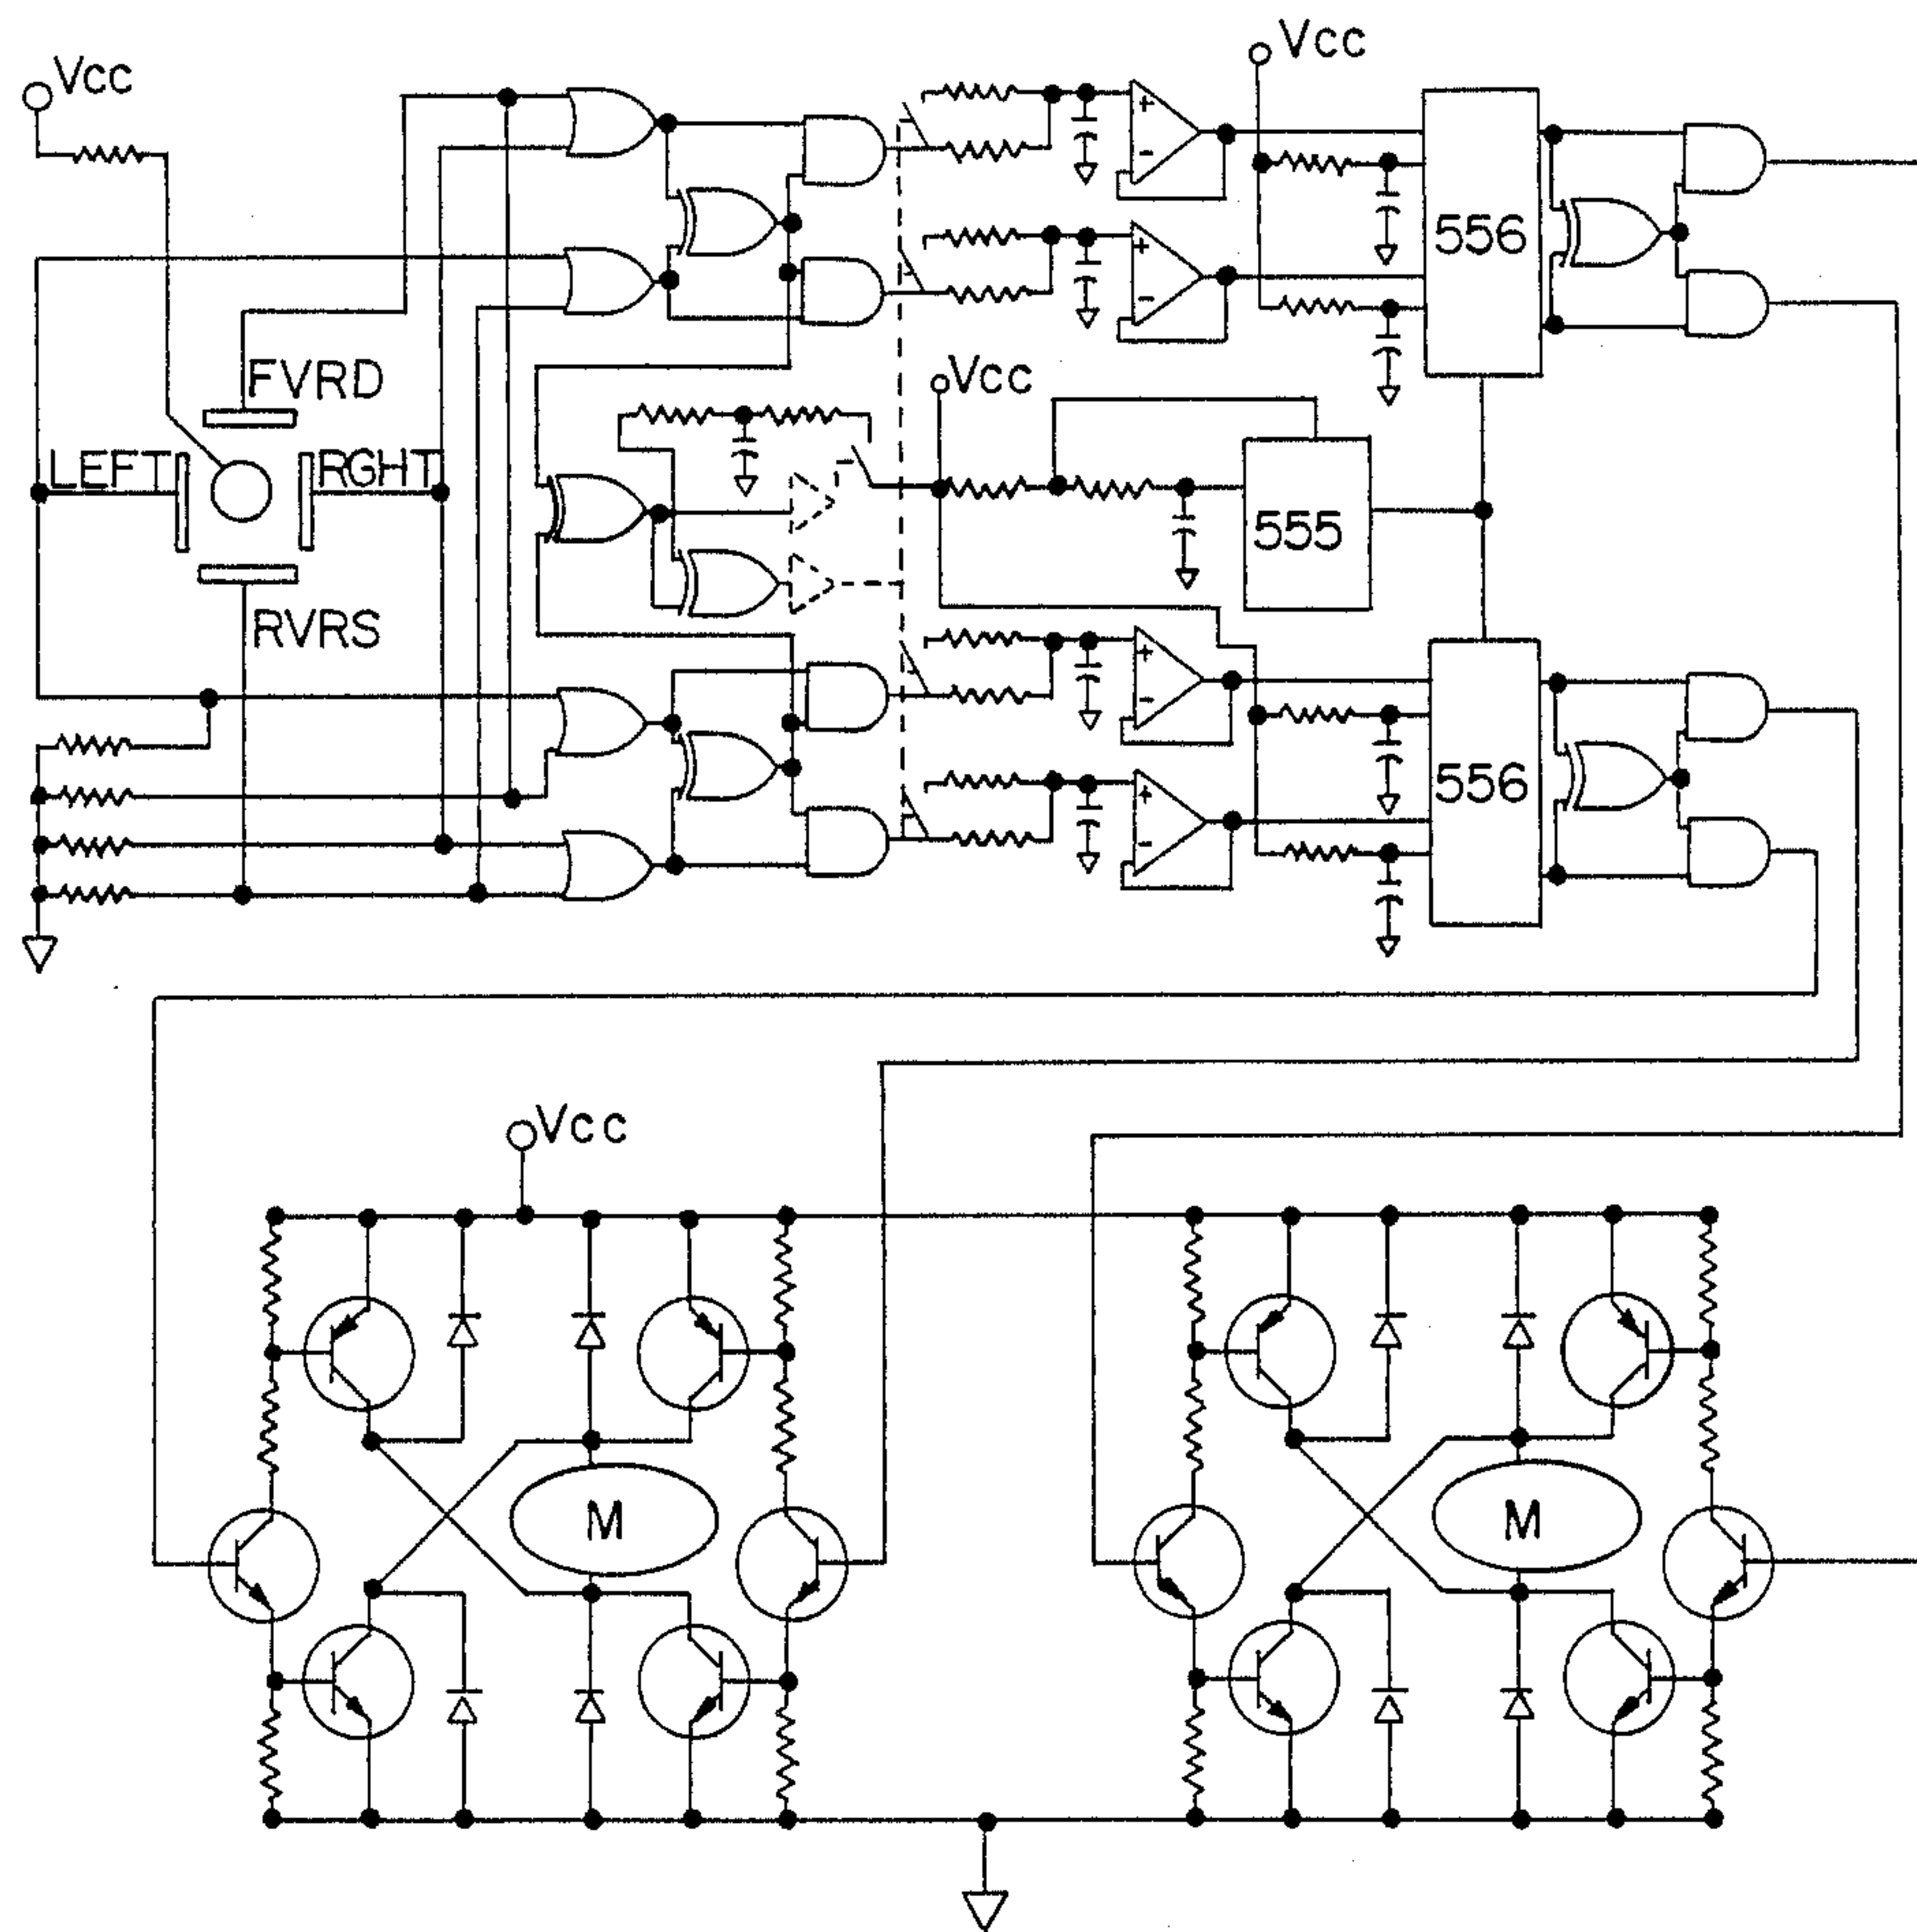 Vcc
Vcc
+
-
556
+
-
FVRD
Vcc
LEFT
RGHT
555
RVRS
+
-
556
+
-
Vcc
M
M